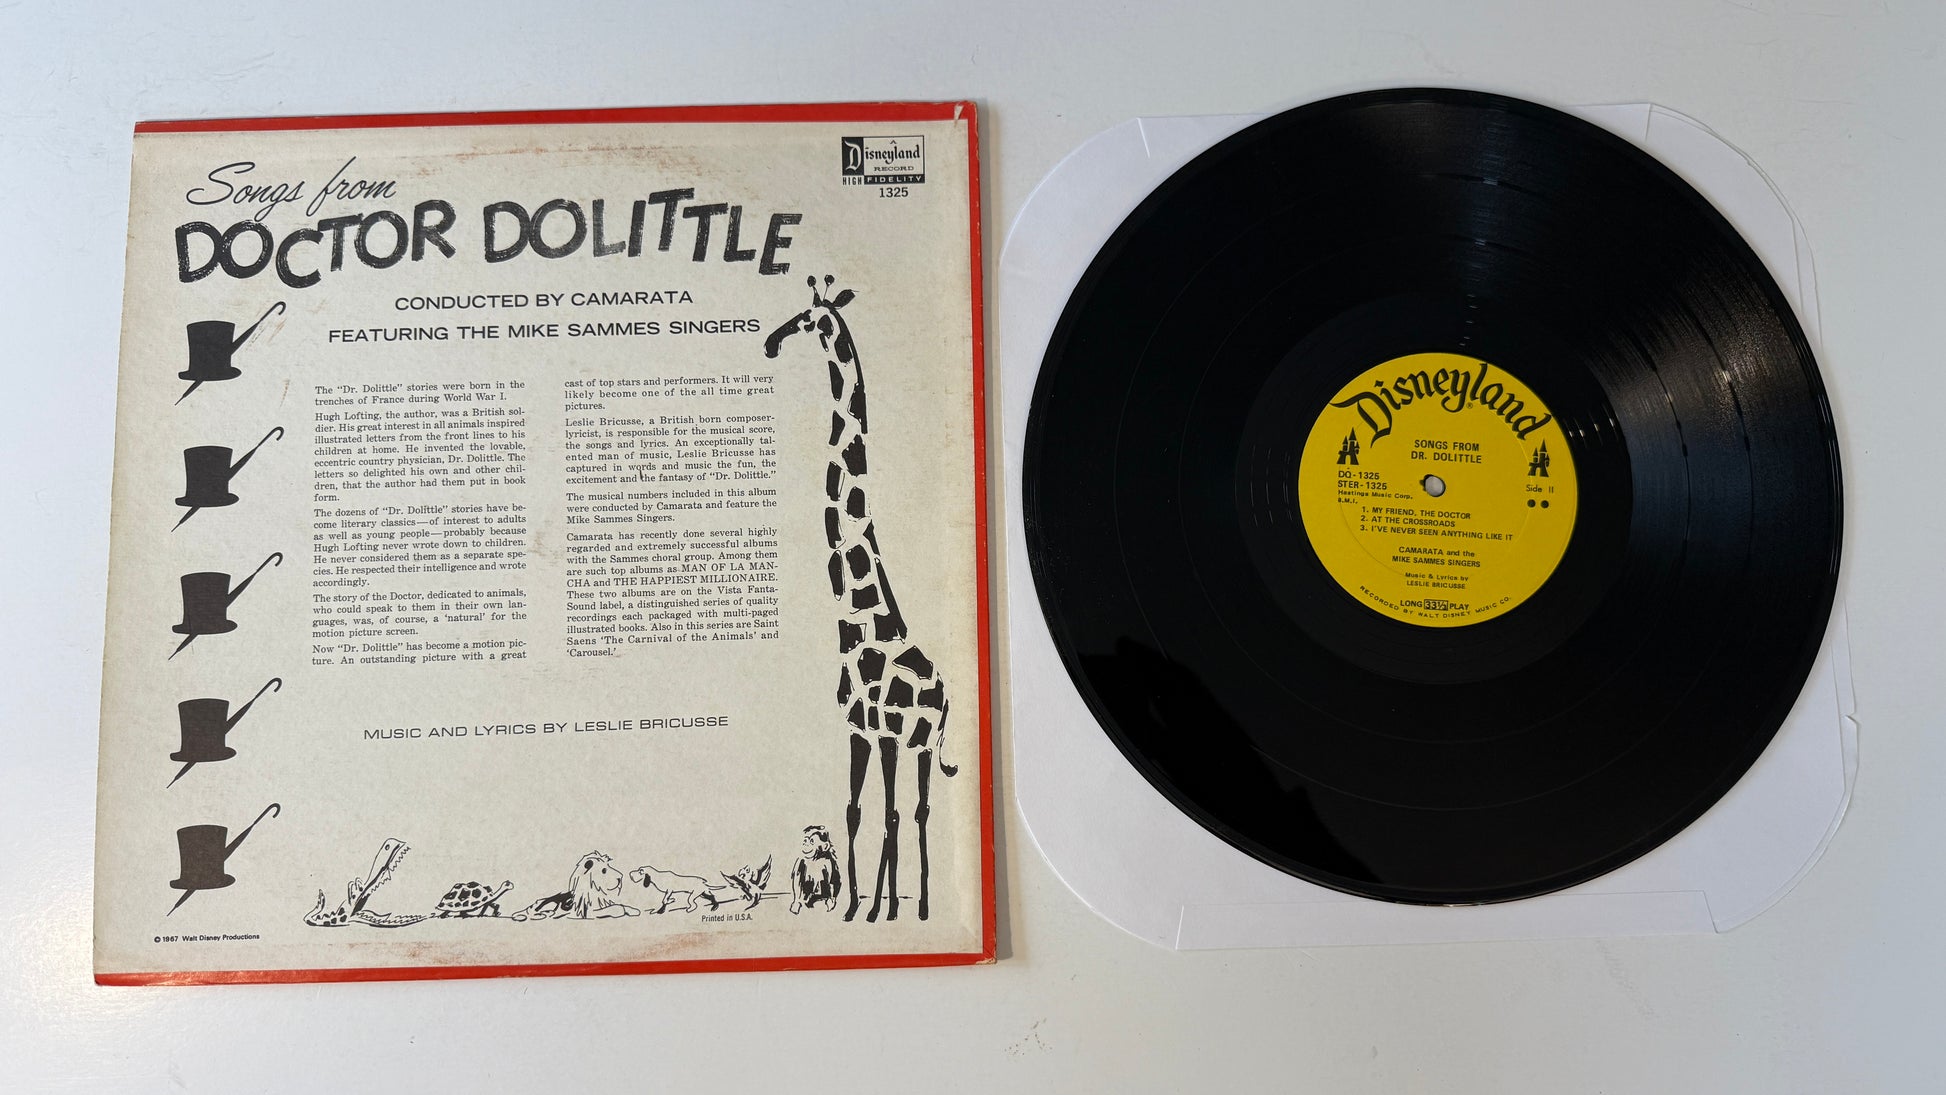 Songs from
DOCTOR DOLITTLE
Disneyland
RECORD
HIGH FIDELITY
1325
CONDUCTED BY CAMARATA
FEATURING THE MIKE SAMMES SINGERS
The “Dr. Dolittle” stories were born in the
trenches of France during World War I.
Hugh Lofting, the author, was a British sol-
dier. His great interest in all animals inspired
illustrated letters from the front lines to his
children at home. He invented the lovable,
eccentric country physician, Dr. Dolittle. The
letters so delighted his own and other chil-
dren, that the author had them put in book
form.
The dozens of “Dr. Dolittle” stories have be-
come literary classics—of interest to adults
as well as young people—probably because
Hugh Lofting never wrote down to children.
He never considered them as a separate spe-
cies. He respected their intelligence and wrote
accordingly.
The story of the Doctor, dedicated to animals,
who could speak to them in their own lan-
guages, was, of course, a ‘natural’ for the
motion picture screen.
Now “Dr. Dolittle” has become a motion pic-
ture. An outstanding picture with a great
cast of top stars and performers. It will very
likely become one of the all time great
pictures.
Leslie Bricusse, a British born composer-
lyricist, is responsible for the musical score,
the songs and lyrics. An exceptionally tal-
ented man of music, Leslie Bricusse has
captured in words and music the fun, the
excitement and the fantasy of “Dr. Dolittle.”
The musical numbers included in this album
were conducted by Camarata and feature the
Mike Sammes Singers.
Camarata has recently done several highly
regarded and extremely successful albums
with the Sammes choral group. Among them
are such top albums as MAN OF LA MAN-
CHA and THE HAPPIEST MILLIONAIRE.
These two albums are on the Vista Fanta-
Sound label, a distinguished series of quality
recordings each packaged with multi-paged
illustrated books. Also in this series are Saint
Saens ‘The Carnival of the Animals’ and
‘Carousel.’
MUSIC AND LYRICS BY LESLIE BRICUSSE
Printed in U.S.A.
© 1967 Walt Disney Productions
Disneyland®
SONGS FROM
DR. DOLITTLE
DQ-1325
STER-1325
Hastings Music Corp.
B.M.I.
Side II
1. MY FRIEND, THE DOCTOR
2. AT THE CROSSROADS
3. I'VE NEVER SEEN ANYTHING LIKE IT
CAMARATA and the
MIKE SAMMES SINGERS
Music & Lyrics by
LESLIE BRICUSSE
LONG 33⅓ PLAY
RECORDED BY WALT DISNEY MUSIC CO.